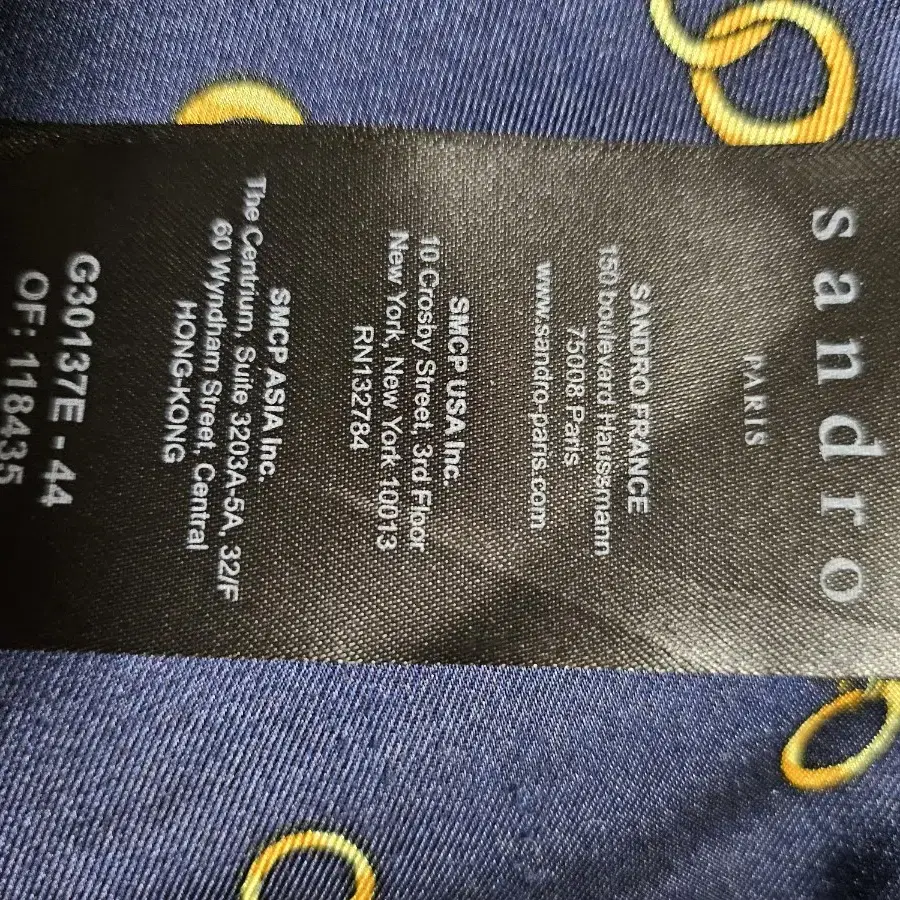 sandro
PARIS
SANDRO FRANCE
150 boulevard Haussmann
75008 Paris
www.sandro-paris.com
SMCP USA Inc.
10 Crosby Street, 3rd Floor
New York, New York 10013
RN132784
SMCP ASIA Inc.
The Centrium, Suite 3203A-5A, 32/F
60 Wyndham Street, Central
HONG-KONG
G30137E - 44
OF: 118435